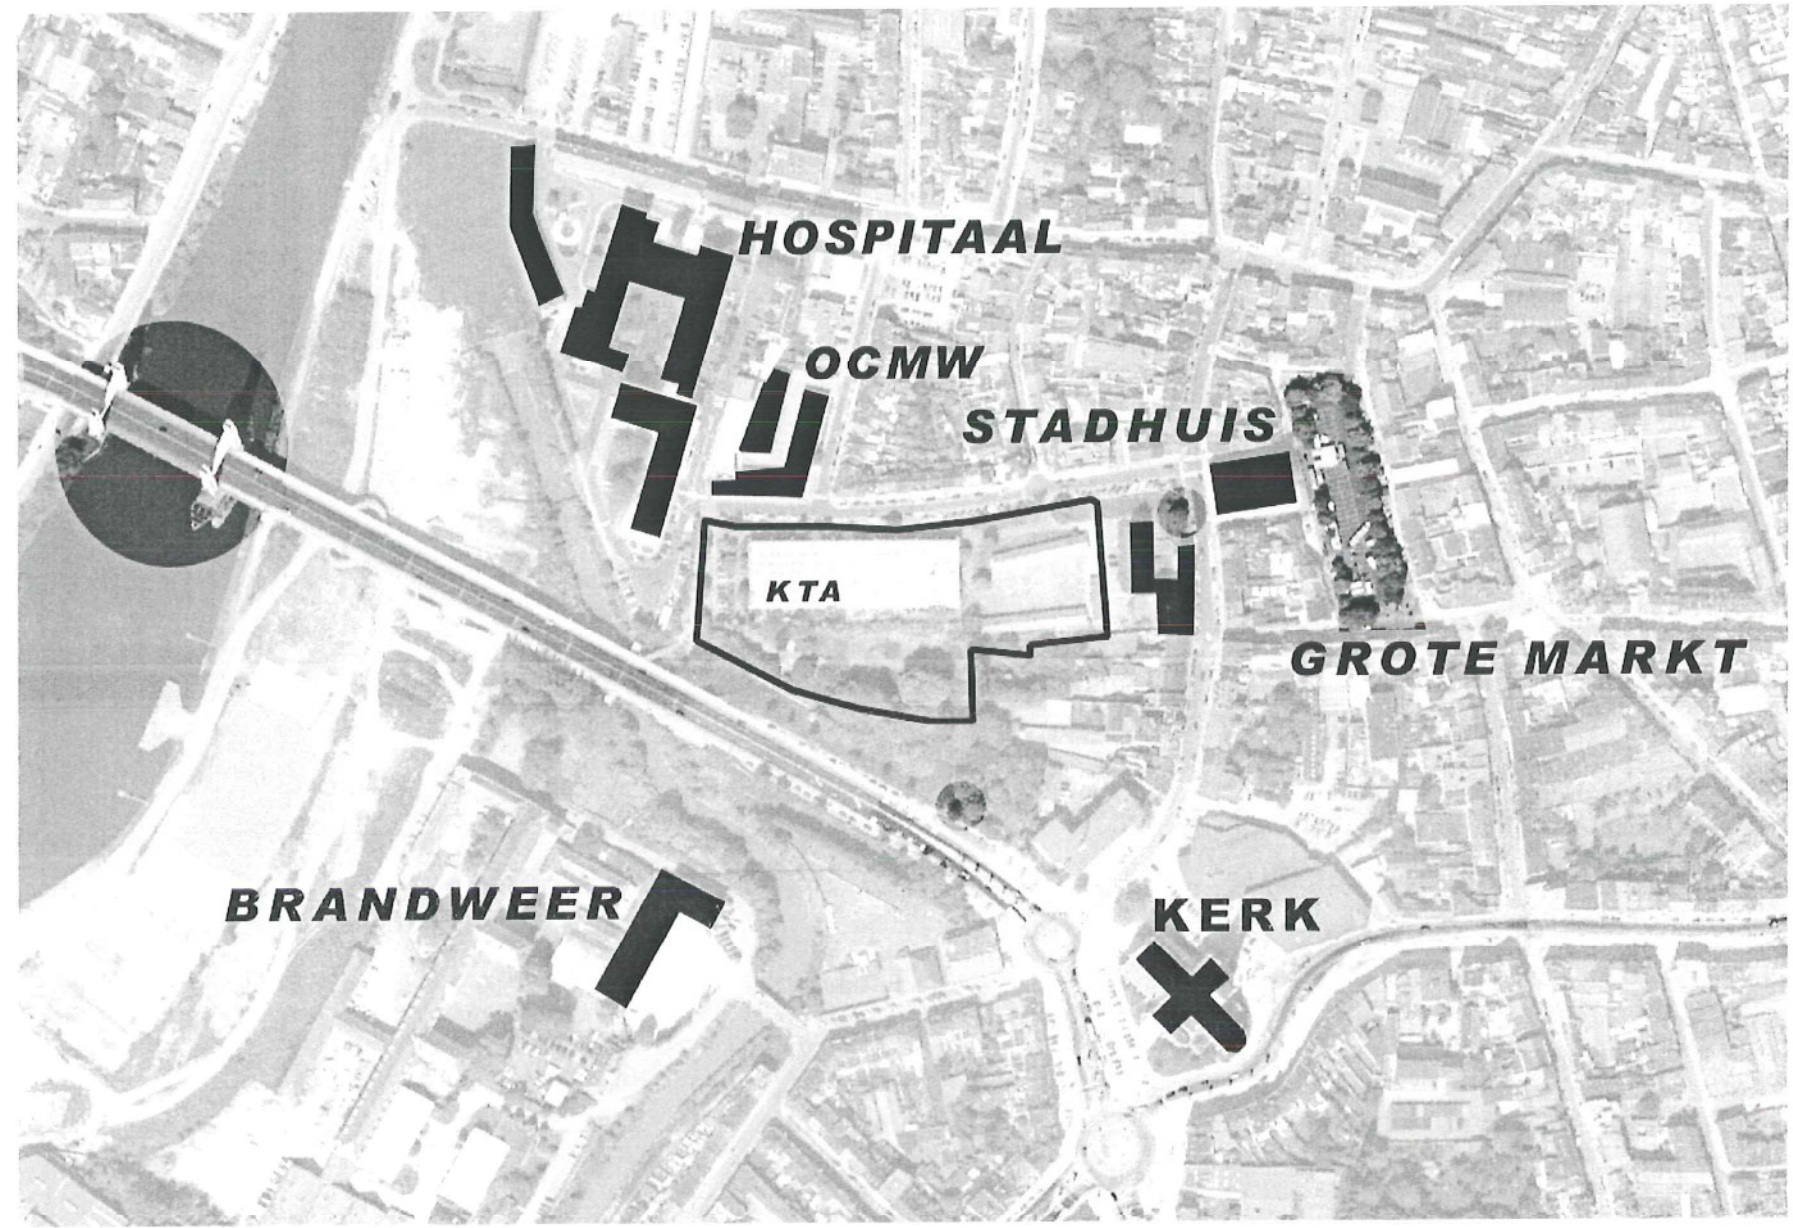 HOSPITAAL
OCMW
STADHUIS
KTA
GROTE MARKT
BRANDWEER
KERK